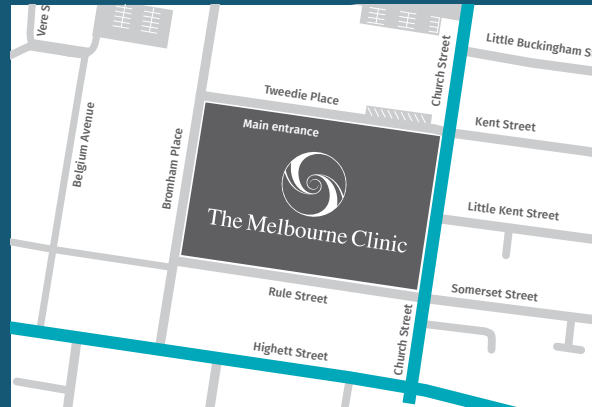 Vere S
Little Buckingham S
Church Street
Tweedie Place
Kent Street
Main entrance
Belgium Avenue
Bromham Place
The Melbourne Clinic
Little Kent Street
Rule Street
Somerset Street
Church Street
Highett Street